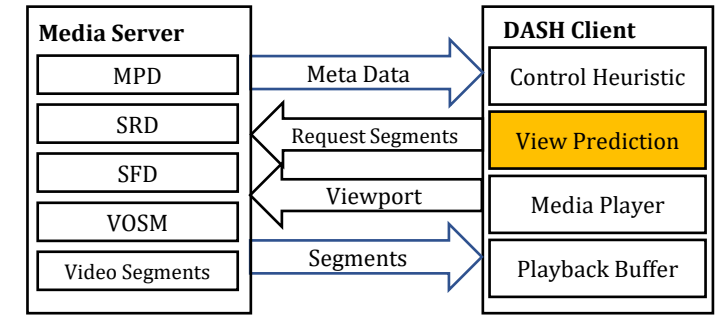 Media Server
MPD
SRD
SFD
VOSM
Video Segments
Meta Data
Request Segments
Viewport
Segments
DASH Client
Control Heuristic
View Prediction
Media Player
Playback Buffer